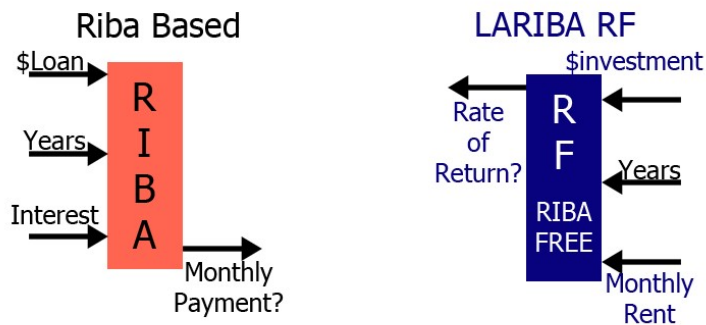 Riba Based
$Loan
Years
Interest
R
I
B
A
Monthly
Payment?
LARIBA RF
$investment
Rate
of
Return?
R
F
RIBA
FREE
Years
Monthly
Rent